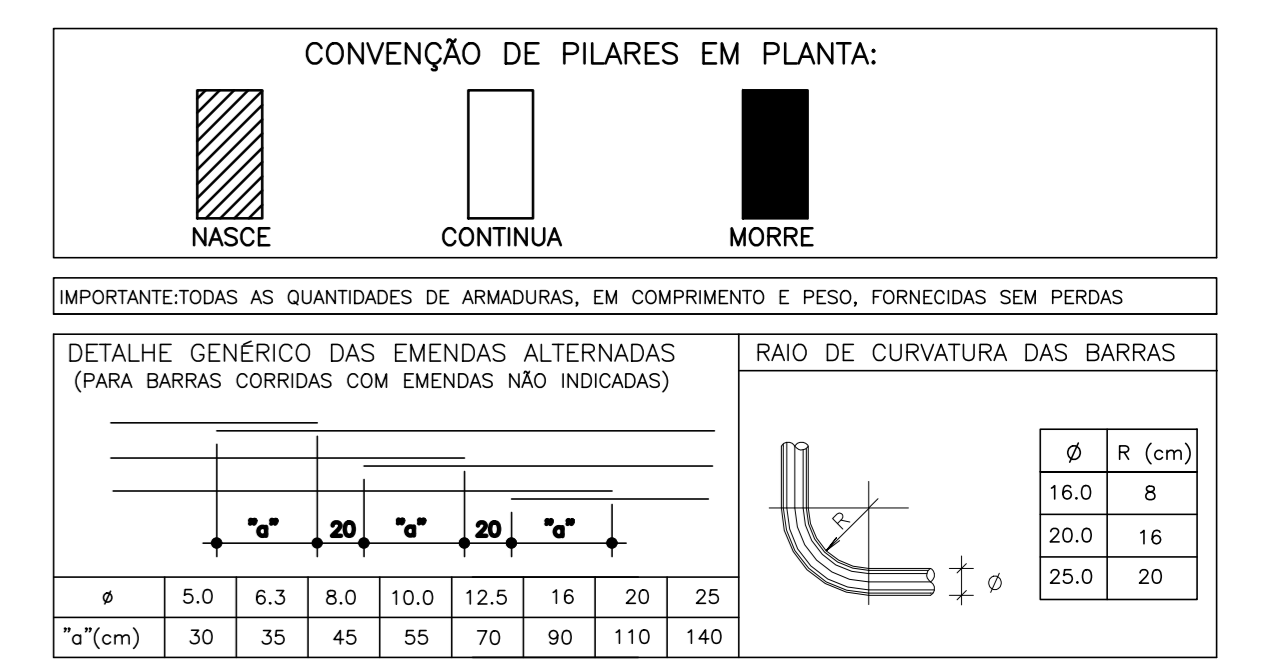 CONVENÇÃO DE PILARES EM PLANTA:
NASCE CONTINUA MORRE
IMPORTANTE:TODAS AS QUANTIDADES DE ARMADURAS, EM COMPRIMENTO E PESO, FORNECIDAS SEM PERDAS
DETALHE GENÉRICO DAS EMENDAS ALTERNADAS
(PARA BARRAS CORRIDAS COM EMENDAS NÃO INDICADAS)
"a" 20 "a" 20 "a"
ø 5.0 6.3 8.0 10.0 12.5 16 20 25
"a"(cm) 30 35 45 55 70 90 110 140
RAIO DE CURVATURA DAS BARRAS
R
ø
ø R (cm)
16.0 8
20.0 16
25.0 20